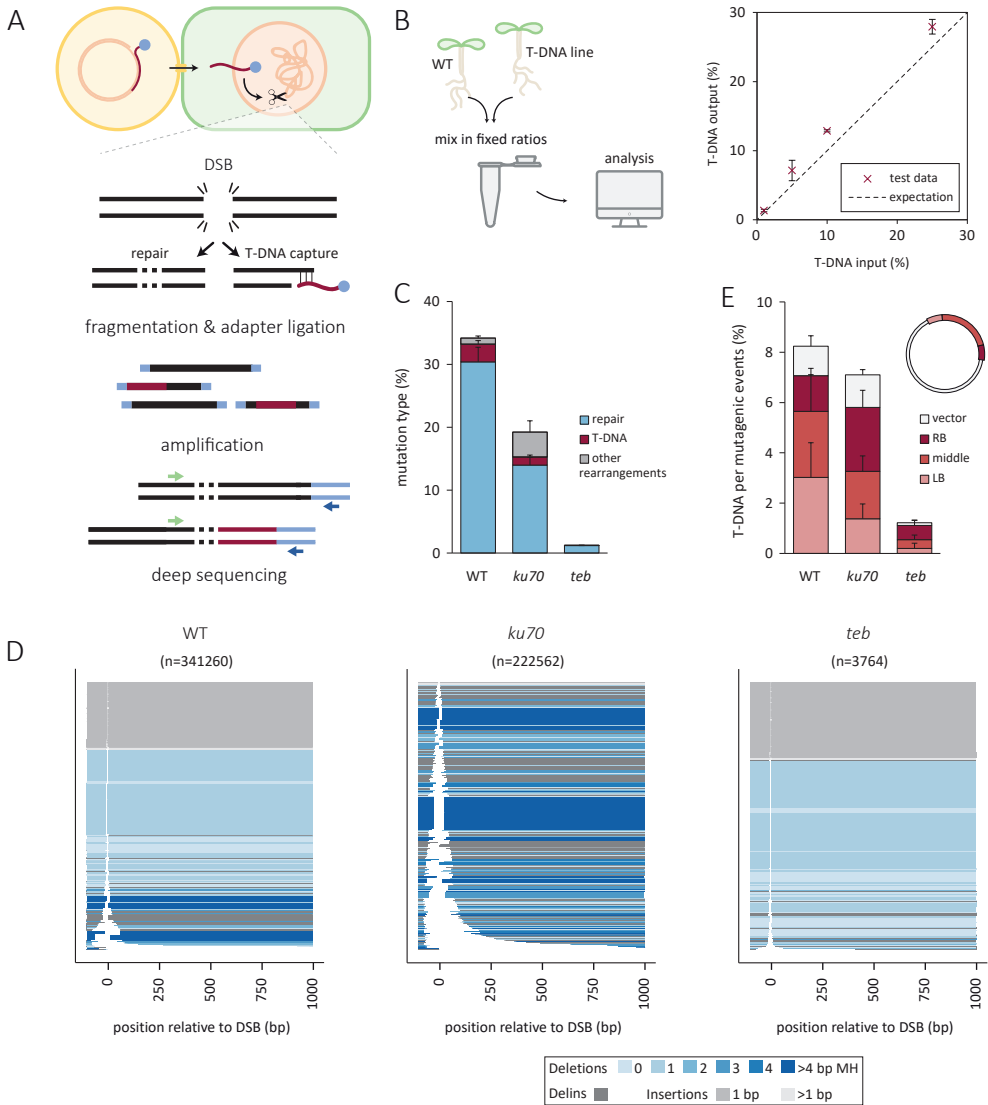 A
DSB
repair
T-DNA capture
fragmentation & adapter ligation
amplification
deep sequencing
B
WT
T-DNA line
mix in fixed ratios
analysis
T-DNA output (%)
30
20
10
0
0
10
20
30
T-DNA input (%)
test data
expectation
C
mutation type (%)
40
30
20
10
0
WT
ku70
teb
repair
T-DNA
other
rearrangements
E
T-DNA per mutagenic events (%)
10
8
6
4
2
0
WT
ku70
teb
vector
RB
middle
LB
D
WT
(n=341260)
0
250
500
750
1000
position relative to DSB (bp)
ku70
(n=222562)
0
250
500
750
1000
position relative to DSB (bp)
teb
(n=3764)
0
250
500
750
1000
position relative to DSB (bp)
Deletions 0 1 2 3 4 >4 bp MH
Delins Insertions 1 bp >1 bp